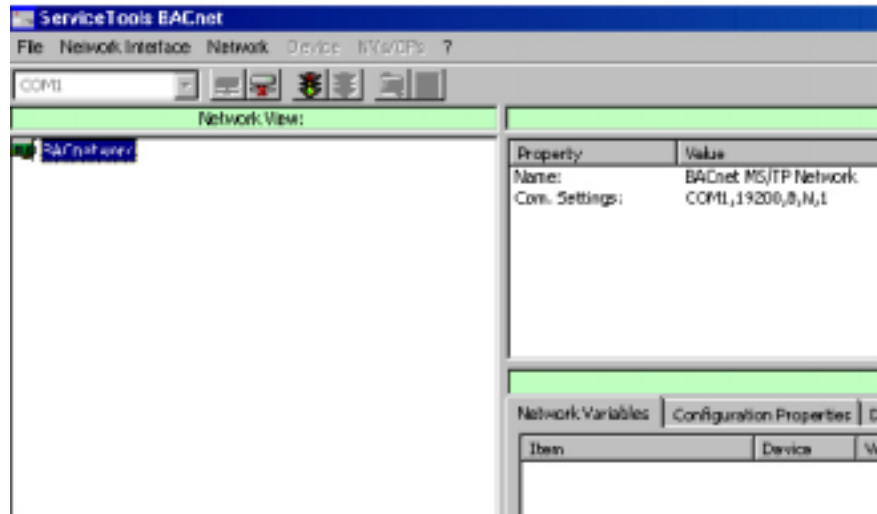 ServiceTools BACnet
File Network Interface Network Device NVs/CPs ?
COM1
Network View:
BACnetwork
Property Value
Name: BACnet MS/TP Network
Com. Settings: COM1,19200,8,N,1
Network Variables Configuration Properties D
Item Device